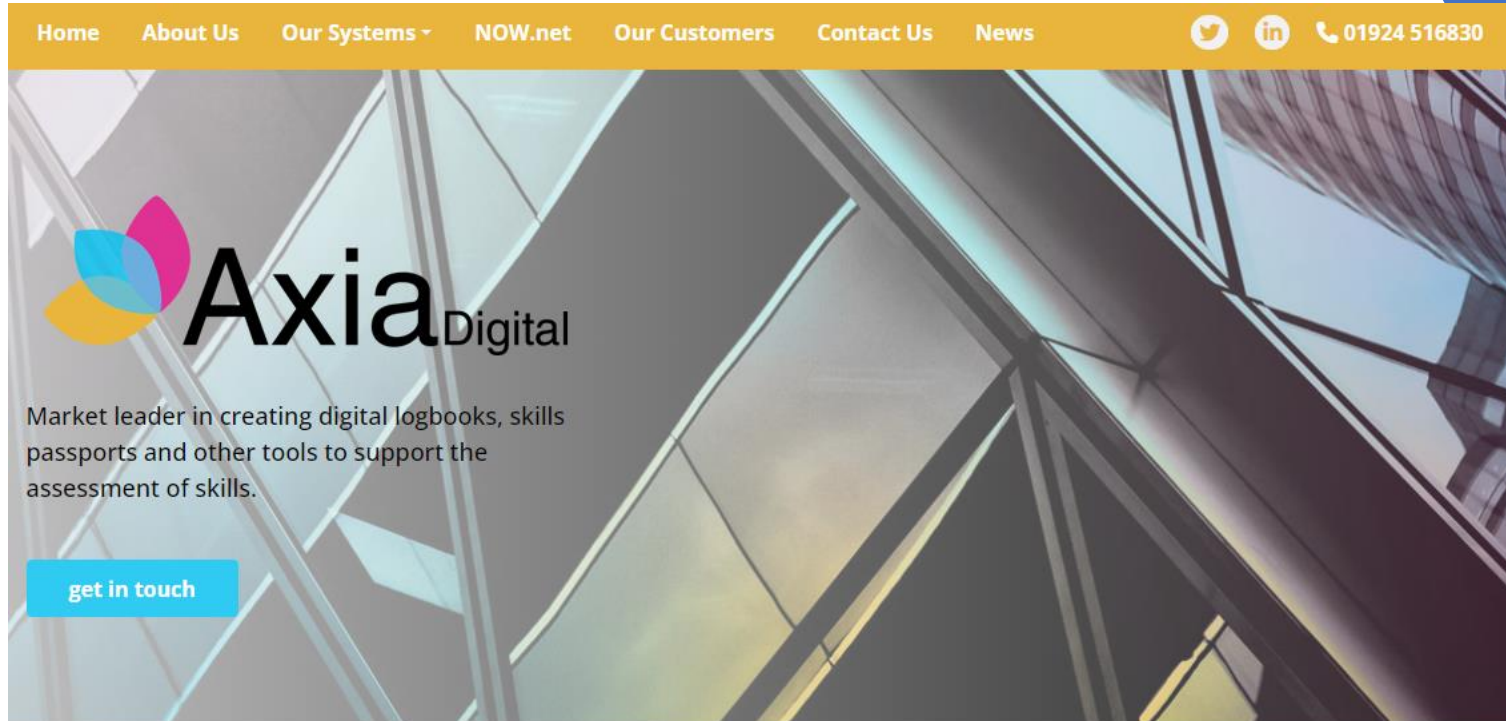 Home About Us Our Systems NOW.net Our Customers Contact Us News in 01924 516830
Axia Digital
Market leader in creating digital logbooks, skills
passports and other tools to support the
assessment of skills.
get in touch